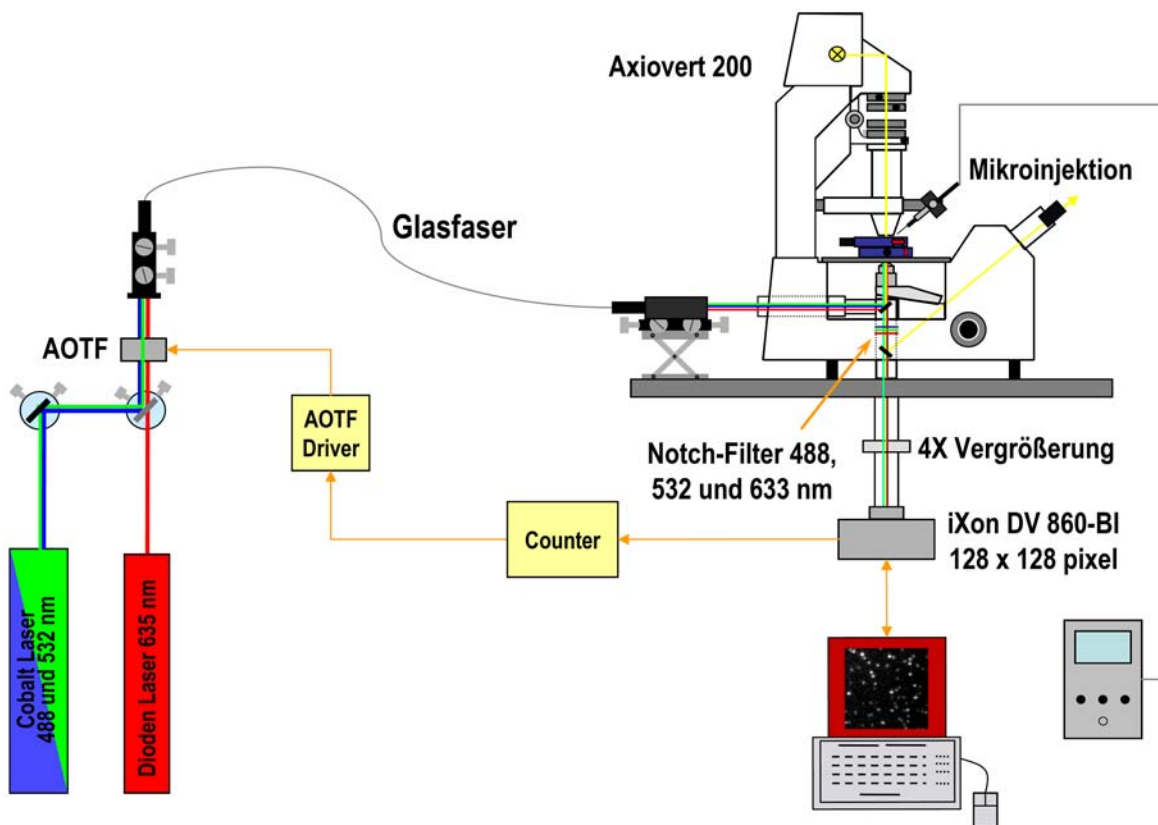 Axiovert 200
Mikroinjektion
Glasfaser
AOTF
AOTF
Driver
Notch-Filter 488,
532 und 633 nm
4X Vergrößerung
Counter
iXon DV 860-BI
128 x 128 pixel
Cobalt Laser
488 und 532 nm
Dioden Laser 635 nm